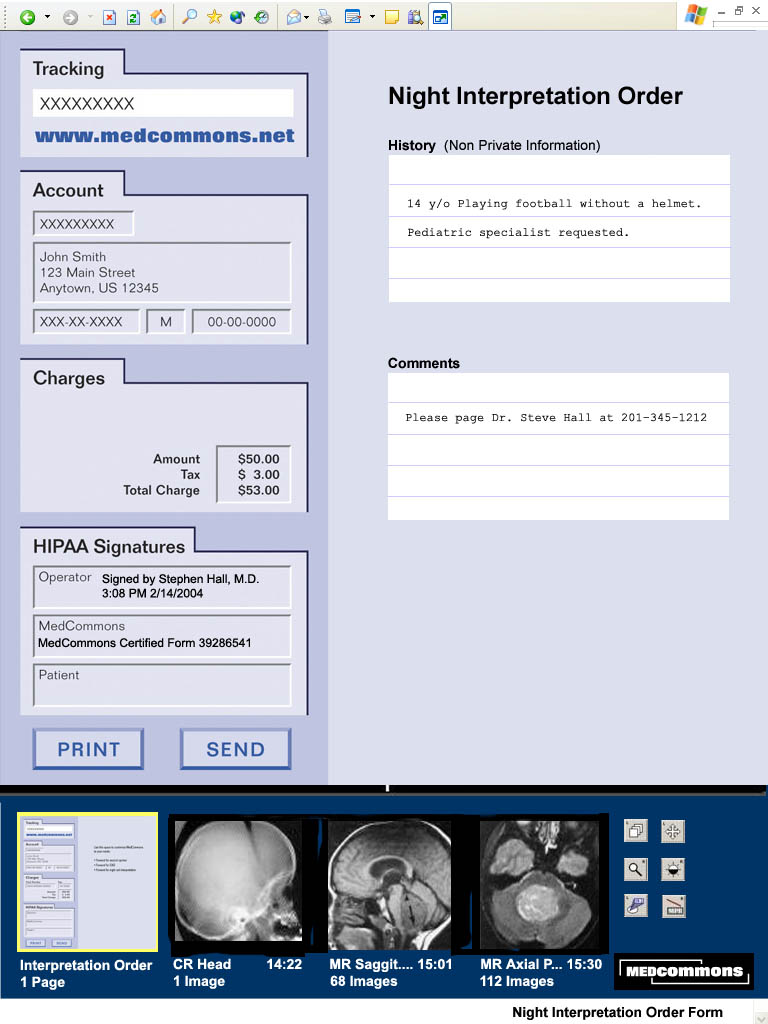 Tracking
XXXXXXXXX
www.medcommons.net
Account
XXXXXXXXX
John Smith
123 Main Street
Anytown, US 12345
XXX-XX-XXXX M 00-00-0000
Charges
Amount $50.00
Tax $ 3.00
Total Charge $53.00
HIPAA Signatures
Operator Signed by Stephen Hall, M.D.
3:08 PM 2/14/2004
MedCommons
MedCommons Certified Form 39286541
Patient
PRINT SEND
Night Interpretation Order
History (Non Private Information)
14 y/o Playing football without a helmet.
Pediatric specialist requested.
Comments
Please page Dr. Steve Hall at 201-345-1212
Interpretation Order
1 Page
CR Head 14:22
1 Image
MR Saggit.... 15:01
68 Images
MR Axial P... 15:30
112 Images
MEDCOMMONS
Night Interpretation Order Form